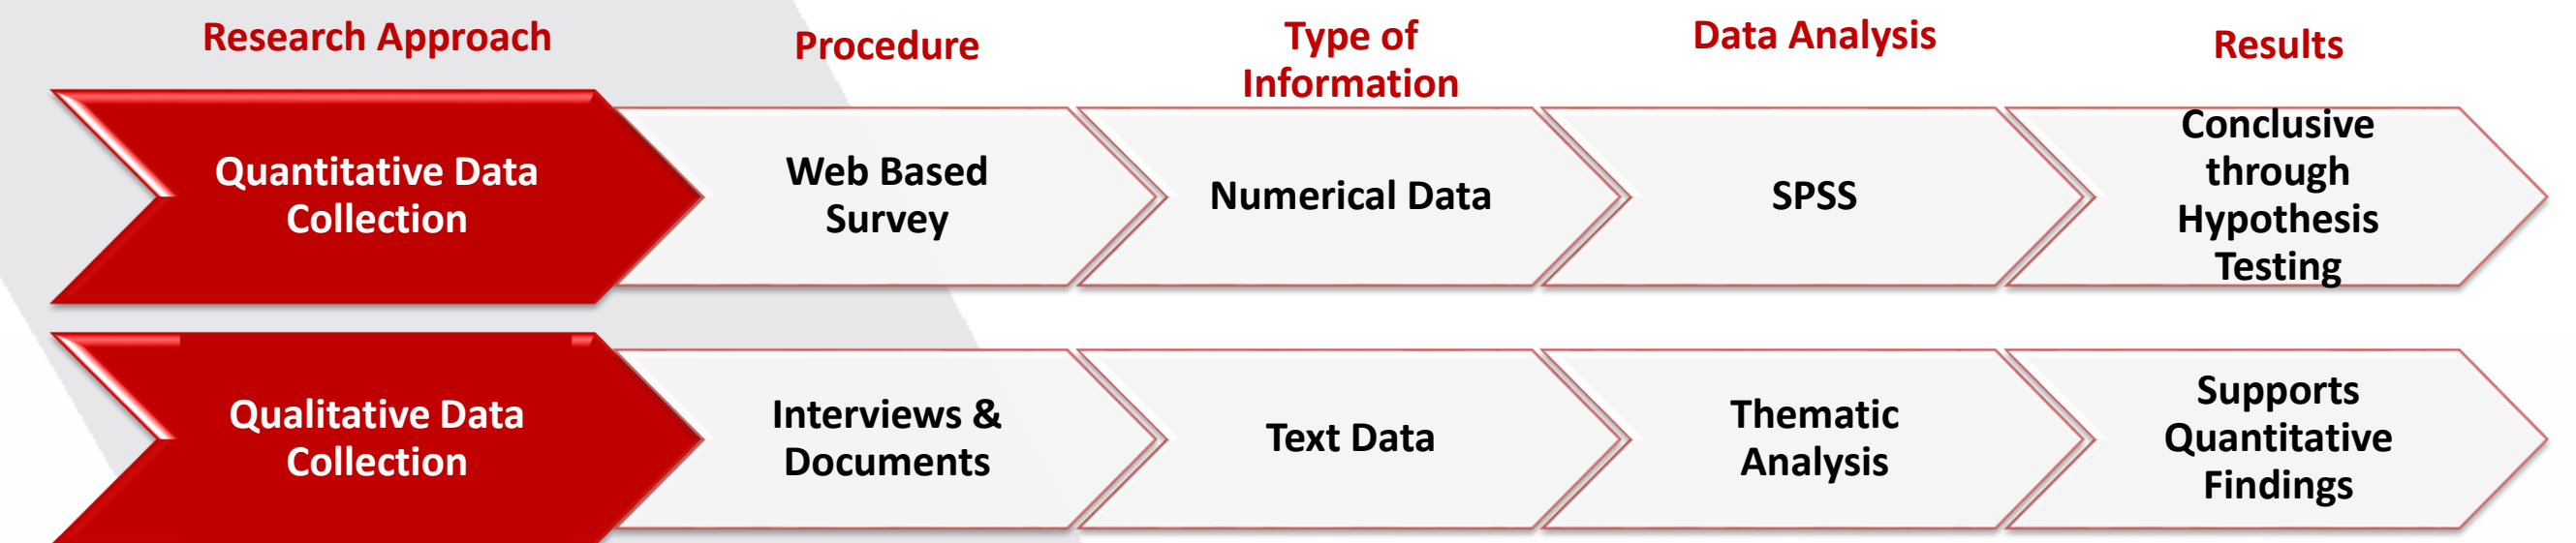 Research Approach
Procedure
Type of
Information
Data Analysis
Results
Quantitative Data
Collection
Web Based
Survey
Numerical Data
SPSS
Conclusive
through
Hypothesis
Testing
Qualitative Data
Collection
Interviews &
Documents
Text Data
Thematic
Analysis
Supports
Quantitative
Findings